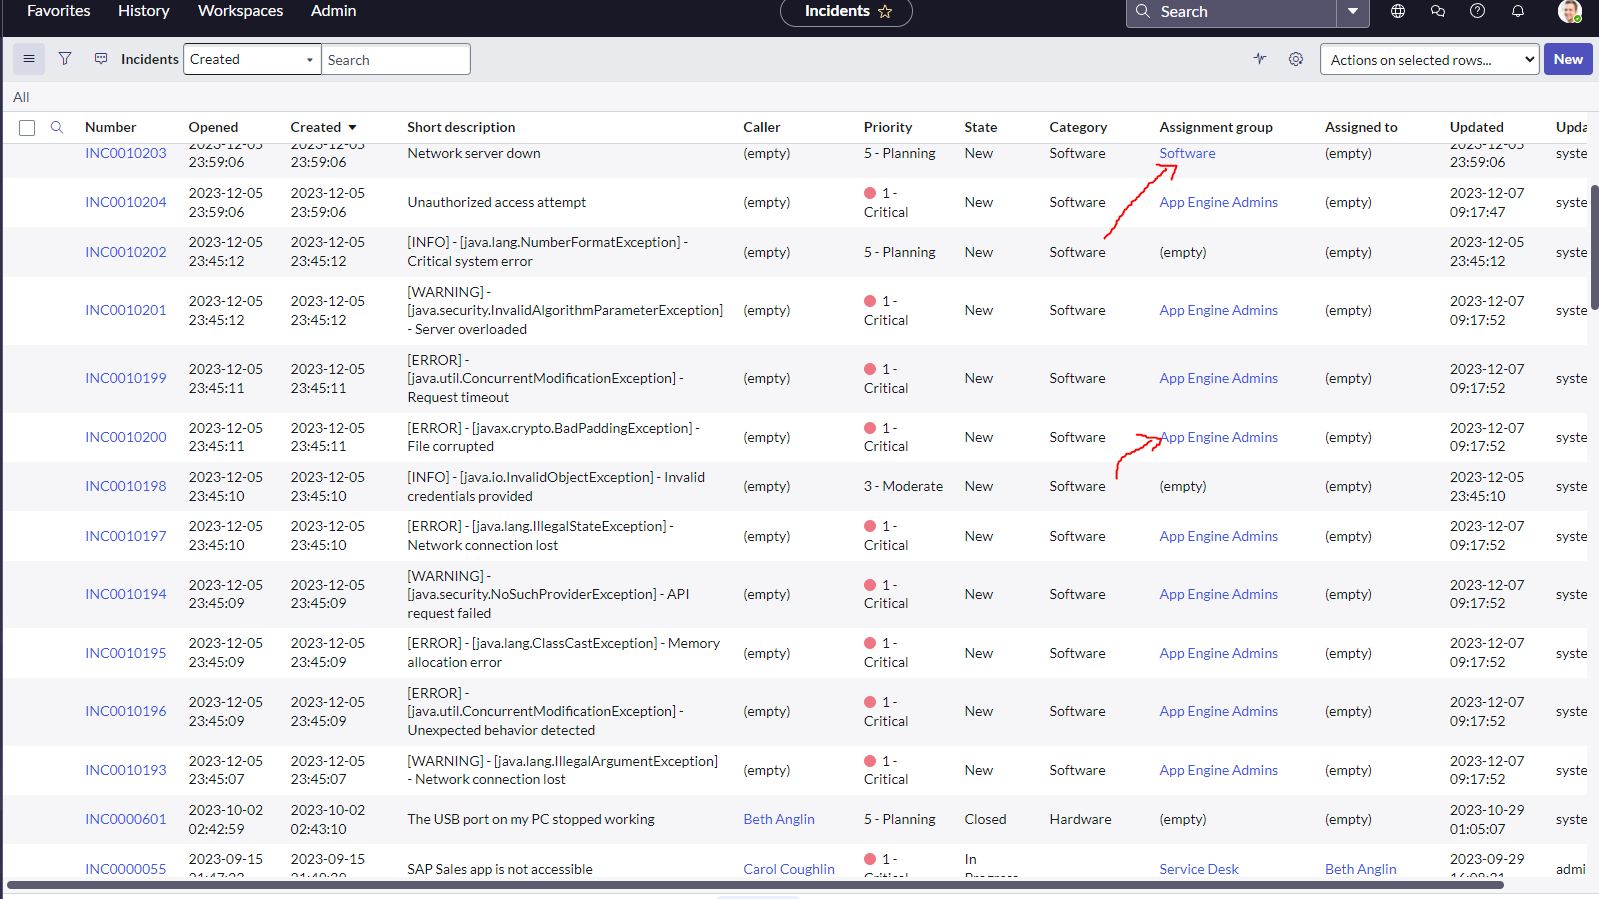 Favorites History Workspaces Admin Incidents Search
Incidents Created Search Actions on selected rows... New
All
Number Opened Created Short description Caller Priority State Category Assignment group Assigned to Updated Upda
INC0010203 2023-12-05 23:59:06 2023-12-05 23:59:06 Network server down (empty) 5 - Planning New Software Software (empty) 2023-12-05 23:59:06 syste
INC0010204 2023-12-05 23:59:06 2023-12-05 23:59:06 Unauthorized access attempt (empty) 1 - Critical New Software App Engine Admins (empty) 2023-12-07 09:17:47 syste
INC0010202 2023-12-05 23:45:12 2023-12-05 23:45:12 [INFO] - [java.lang.NumberFormatException] - Critical system error (empty) 5 - Planning New Software (empty) (empty) 2023-12-05 23:45:12 syste
INC0010201 2023-12-05 23:45:12 2023-12-05 23:45:12 [WARNING] - [java.security.InvalidAlgorithmParameterException] - Server overloaded (empty) 1 - Critical New Software App Engine Admins (empty) 2023-12-07 09:17:52 syste
INC0010199 2023-12-05 23:45:11 2023-12-05 23:45:11 [ERROR] - [java.util.ConcurrentModificationException] - Request timeout (empty) 1 - Critical New Software App Engine Admins (empty) 2023-12-07 09:17:52 syste
INC0010200 2023-12-05 23:45:11 2023-12-05 23:45:11 [ERROR] - [javax.crypto.BadPaddingException] - File corrupted (empty) 1 - Critical New Software App Engine Admins (empty) 2023-12-07 09:17:52 syste
INC0010198 2023-12-05 23:45:10 2023-12-05 23:45:10 [INFO] - [java.io.InvalidObjectException] - Invalid credentials provided (empty) 3 - Moderate New Software (empty) (empty) 2023-12-05 23:45:10 syste
INC0010197 2023-12-05 23:45:10 2023-12-05 23:45:10 [ERROR] - [java.lang.IllegalStateException] - Network connection lost (empty) 1 - Critical New Software App Engine Admins (empty) 2023-12-07 09:17:52 syste
INC0010194 2023-12-05 23:45:09 2023-12-05 23:45:09 [WARNING] - [java.security.NoSuchProviderException] - API request failed (empty) 1 - Critical New Software App Engine Admins (empty) 2023-12-07 09:17:52 syste
INC0010195 2023-12-05 23:45:09 2023-12-05 23:45:09 [ERROR] - [java.lang.ClassCastException] - Memory allocation error (empty) 1 - Critical New Software App Engine Admins (empty) 2023-12-07 09:17:52 syste
INC0010196 2023-12-05 23:45:09 2023-12-05 23:45:09 [ERROR] - [java.util.ConcurrentModificationException] - Unexpected behavior detected (empty) 1 - Critical New Software App Engine Admins (empty) 2023-12-07 09:17:52 syste
INC0010193 2023-12-05 23:45:07 2023-12-05 23:45:07 [WARNING] - [java.lang.IllegalArgumentException] - Network connection lost (empty) 1 - Critical New Software App Engine Admins (empty) 2023-12-07 09:17:52 syste
INC0000601 2023-10-02 02:42:59 2023-10-02 02:43:10 The USB port on my PC stopped working Beth Anglin 5 - Planning Closed Hardware (empty) (empty) 2023-10-29 01:05:07 syste
INC0000055 2023-09-15 2023-09-15 SAP Sales app is not accessible Carol Coughlin 1 - Critical In Progress Service Desk Beth Anglin 2023-09-29 admi